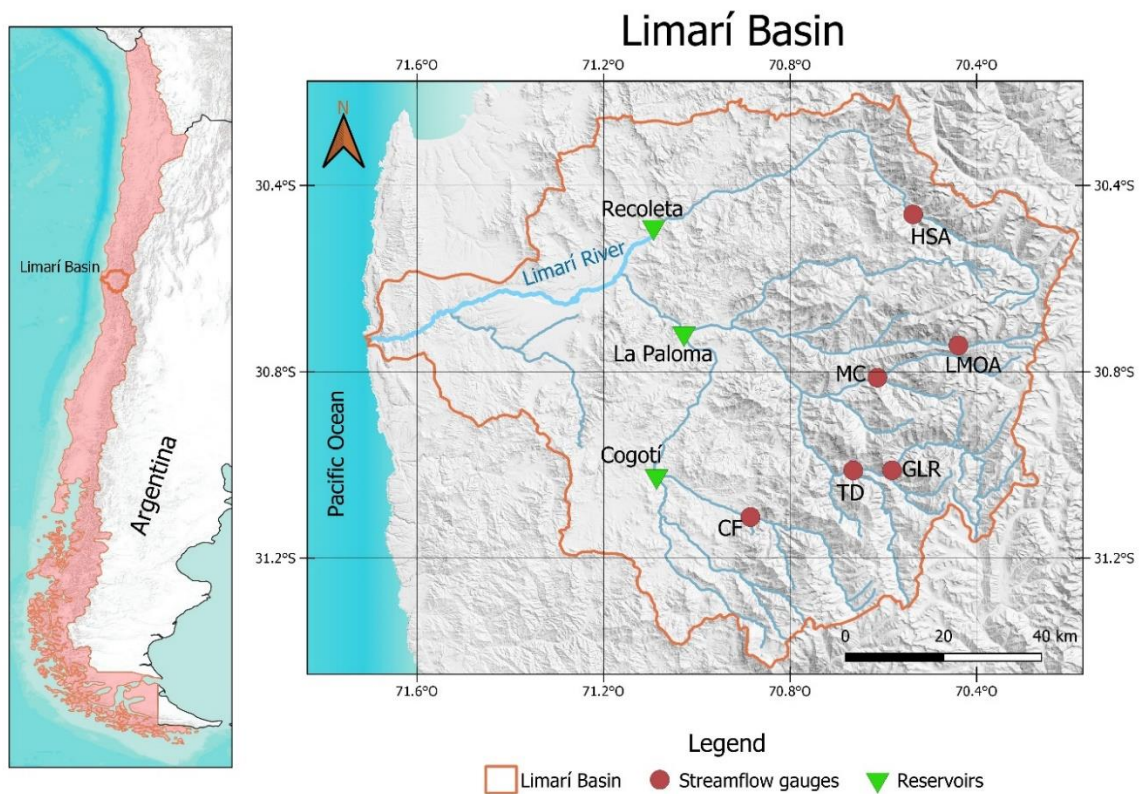 Limarí Basin
71.6°O
71.2°O
70.8°O
70.4°O
N
30.4°S
30.4°S
Recoleta
HSA
Limarí River
Limarí Basin
La Paloma
LMOA
MC
30.8°S
30.8°S
Pacific Ocean
Argentina
Cogotí
GLR
TD
CF
31.2°S
31.2°S
0 20 40 km
71.6°O
71.2°O
70.8°O
70.4°O
Legend
Limarí Basin
Streamflow gauges
Reservoirs